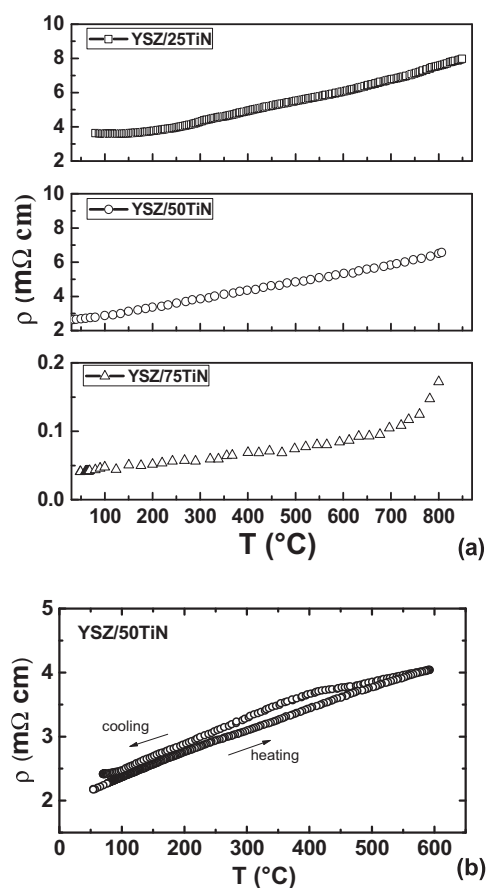 YSZ/25TiN
10
8
6
4
2
YSZ/50TiN
10
8
6
4
2
ρ (mΩ cm)
YSZ/75TiN
0.2
0.1
0.0
100 200 300 400 500 600 700 800
T (°C)
(a)
YSZ/50TiN
5
4
3
2
ρ (mΩ cm)
cooling
heating
0 100 200 300 400 500 600
T (°C)
(b)